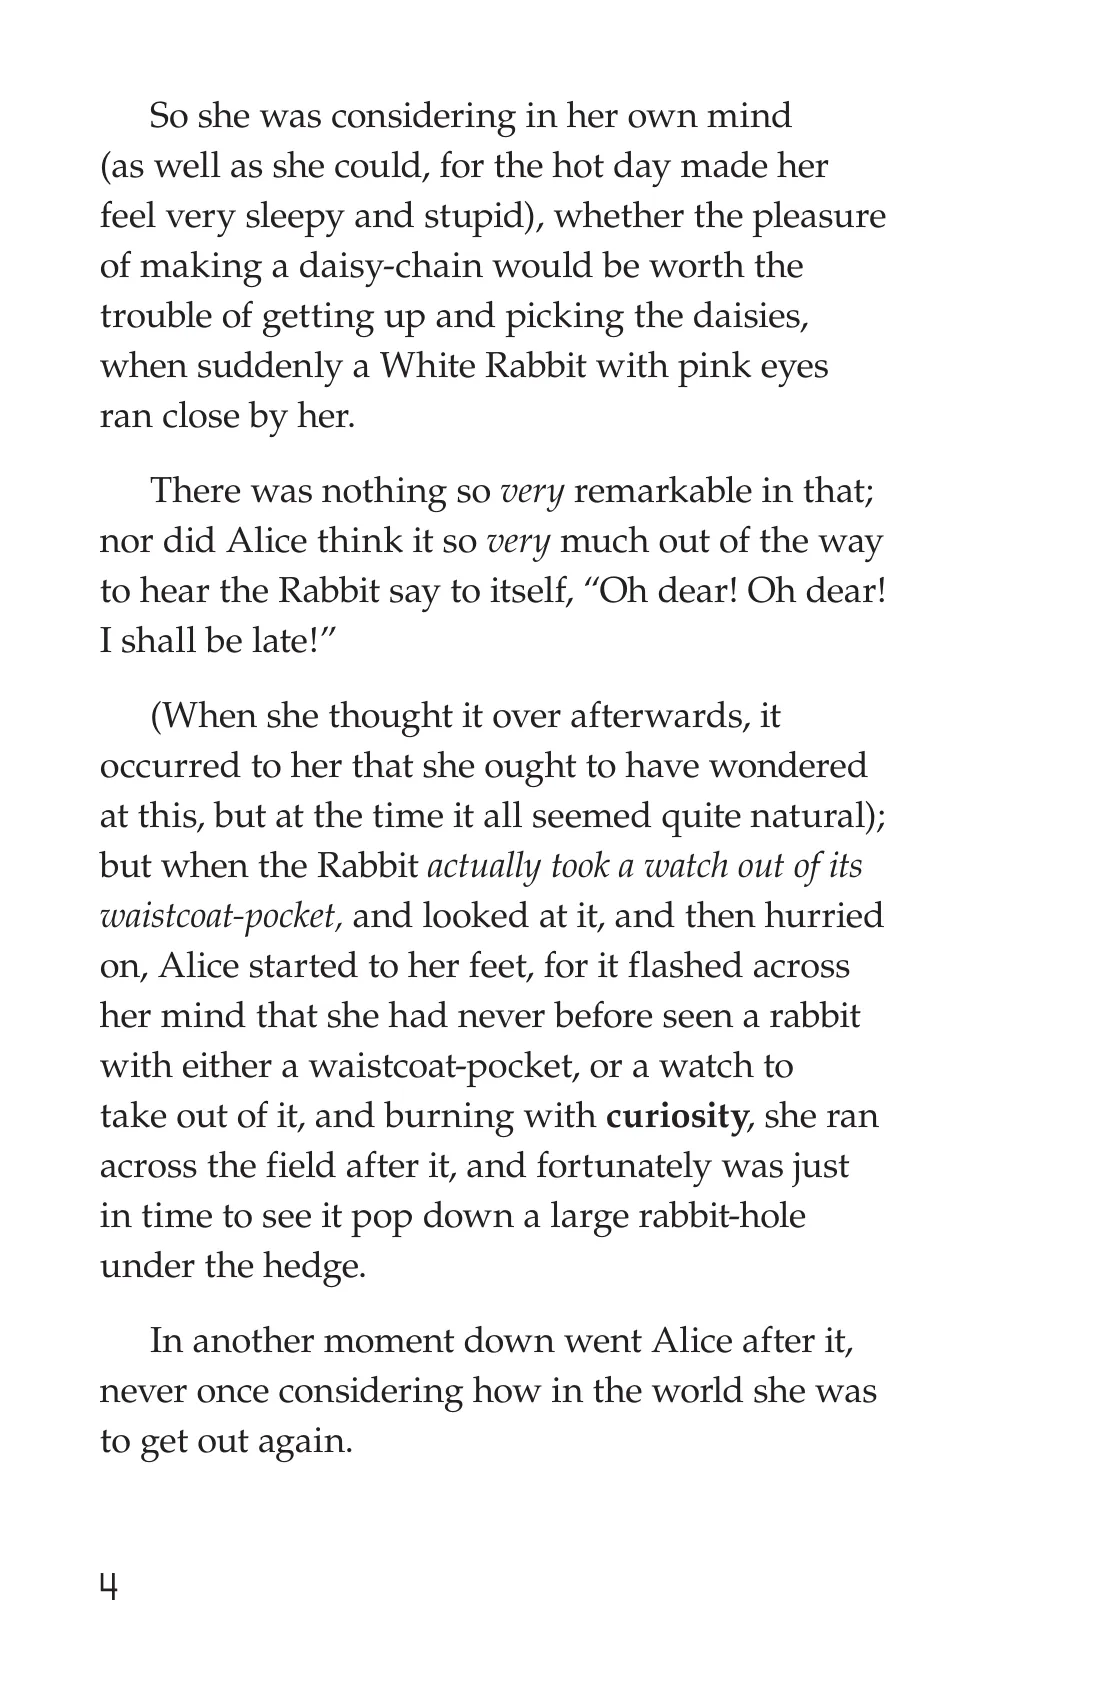 So she was considering in her own mind
(as well as she could, for the hot day made her
feel very sleepy and stupid), whether the pleasure
of making a daisy-chain would be worth the
trouble of getting up and picking the daisies,
when suddenly a White Rabbit with pink eyes
ran close by her.
There was nothing so very remarkable in that;
nor did Alice think it so very much out of the way
to hear the Rabbit say to itself, “Oh dear! Oh dear!
I shall be late!”
(When she thought it over afterwards, it
occurred to her that she ought to have wondered
at this, but at the time it all seemed quite natural);
but when the Rabbit actually took a watch out of its
waistcoat-pocket, and looked at it, and then hurried
on, Alice started to her feet, for it flashed across
her mind that she had never before seen a rabbit
with either a waistcoat-pocket, or a watch to
take out of it, and burning with curiosity, she ran
across the field after it, and fortunately was just
in time to see it pop down a large rabbit-hole
under the hedge.
In another moment down went Alice after it,
never once considering how in the world she was
to get out again.
4